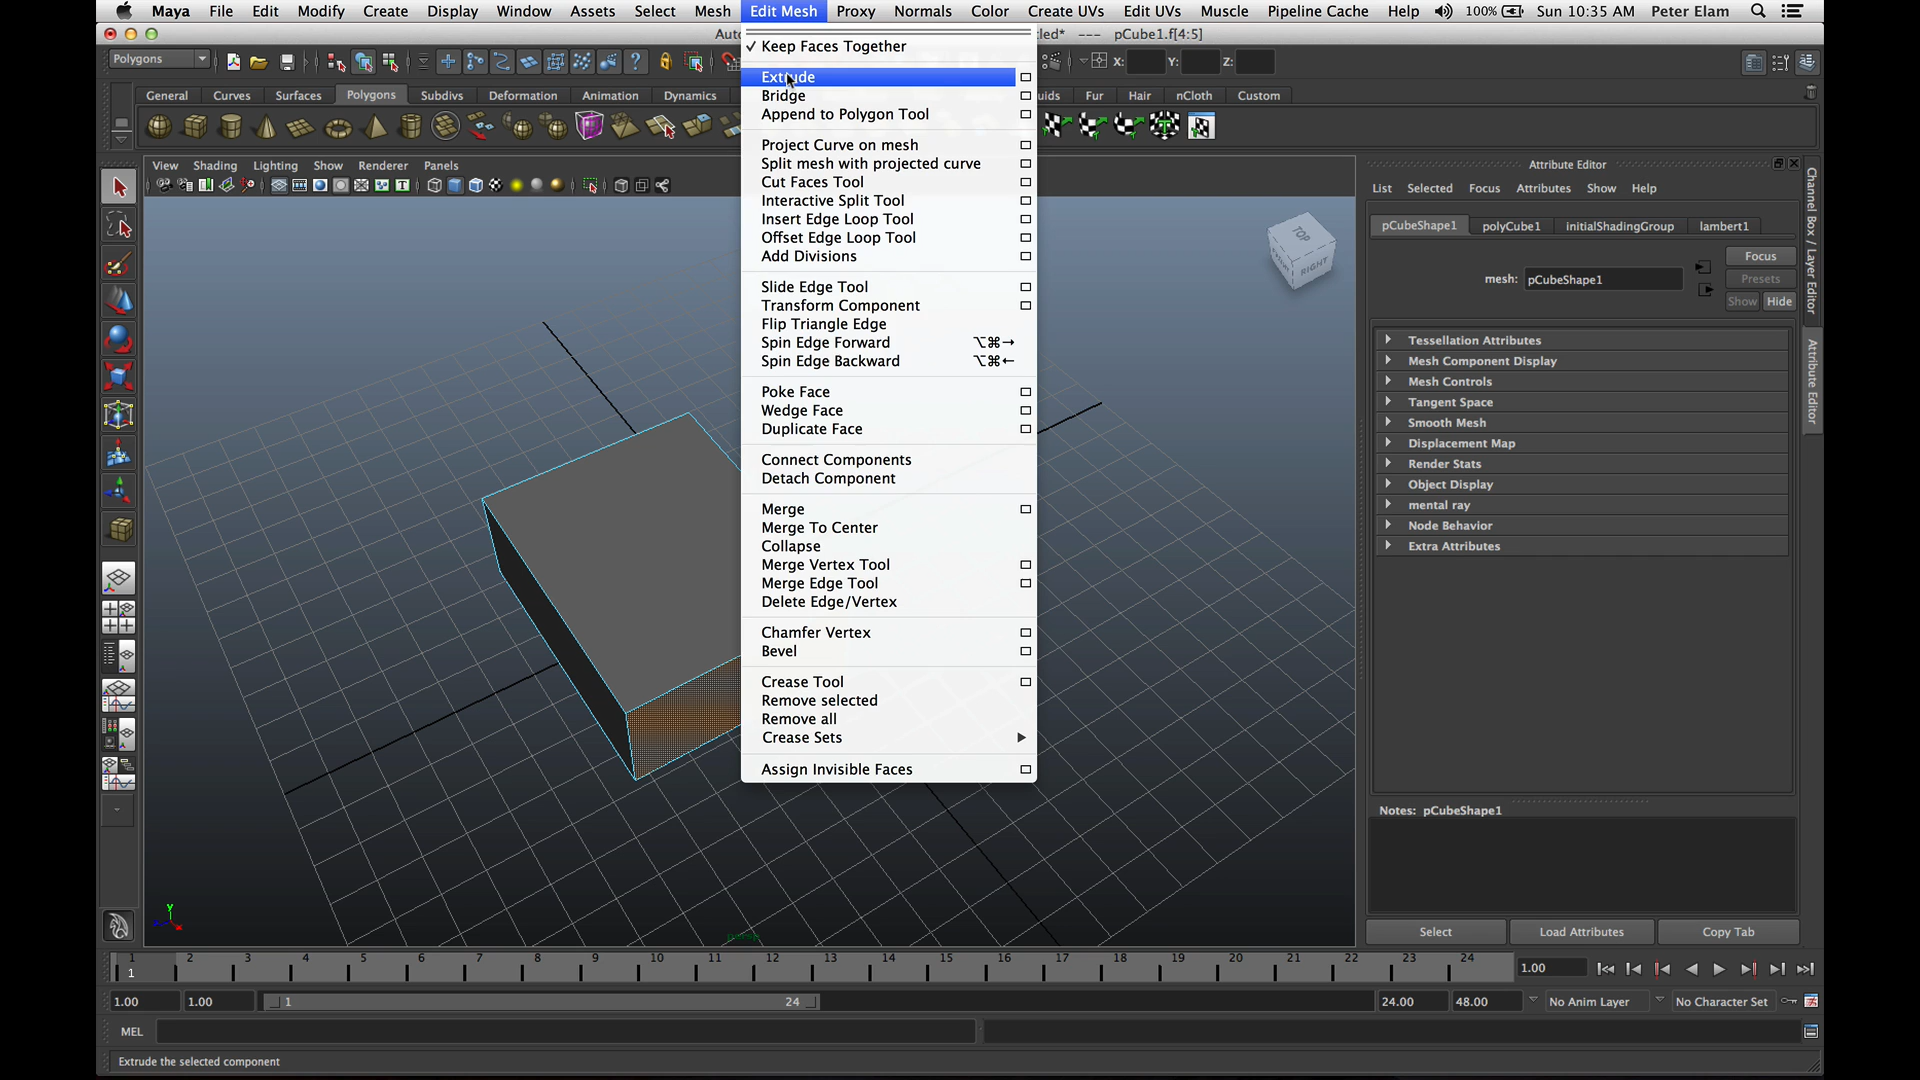 Maya File Edit Modify Create Display Window Assets Select Mesh Edit Mesh Proxy Normals Color Create UVs Edit UVs Muscle Pipeline Cache Help 100% Sun 10:35 AM Peter Elam
Auto
led* --- pCube1.f[4:5]
Polygons
X: Y: Z:
General Curves Surfaces Polygons Subdivs Deformation Animation Dynamics
uids Fur Hair nCloth Custom
View Shading Lighting Show Renderer Panels
✓ Keep Faces Together
Extrude
Bridge
Append to Polygon Tool
Project Curve on mesh
Split mesh with projected curve
Cut Faces Tool
Interactive Split Tool
Insert Edge Loop Tool
Offset Edge Loop Tool
Add Divisions
Slide Edge Tool
Transform Component
Flip Triangle Edge
Spin Edge Forward ⌥⌘→
Spin Edge Backward ⌥⌘←
Poke Face
Wedge Face
Duplicate Face
Connect Components
Detach Component
Merge
Merge To Center
Collapse
Merge Vertex Tool
Merge Edge Tool
Delete Edge/Vertex
Chamfer Vertex
Bevel
Crease Tool
Remove selected
Remove all
Crease Sets
Assign Invisible Faces
TOP
RIGHT
Y
persp
Attribute Editor
List Selected Focus Attributes Show Help
pCubeShape1 polyCube1 initialShadingGroup lambert1
Focus
mesh: pCubeShape1
Presets
Show Hide
Tessellation Attributes
Mesh Component Display
Mesh Controls
Tangent Space
Smooth Mesh
Displacement Map
Render Stats
Object Display
mental ray
Node Behavior
Extra Attributes
Notes: pCubeShape1
Select Load Attributes Copy Tab
Channel Box / Layer Editor
Attribute Editor
1 2 3 4 5 6 7 8 9 10 11 12 13 14 15 16 17 18 19 20 21 22 23 24
1
1.00
1.00 1.00 1 24 24.00 48.00 No Anim Layer No Character Set
MEL
Extrude the selected component